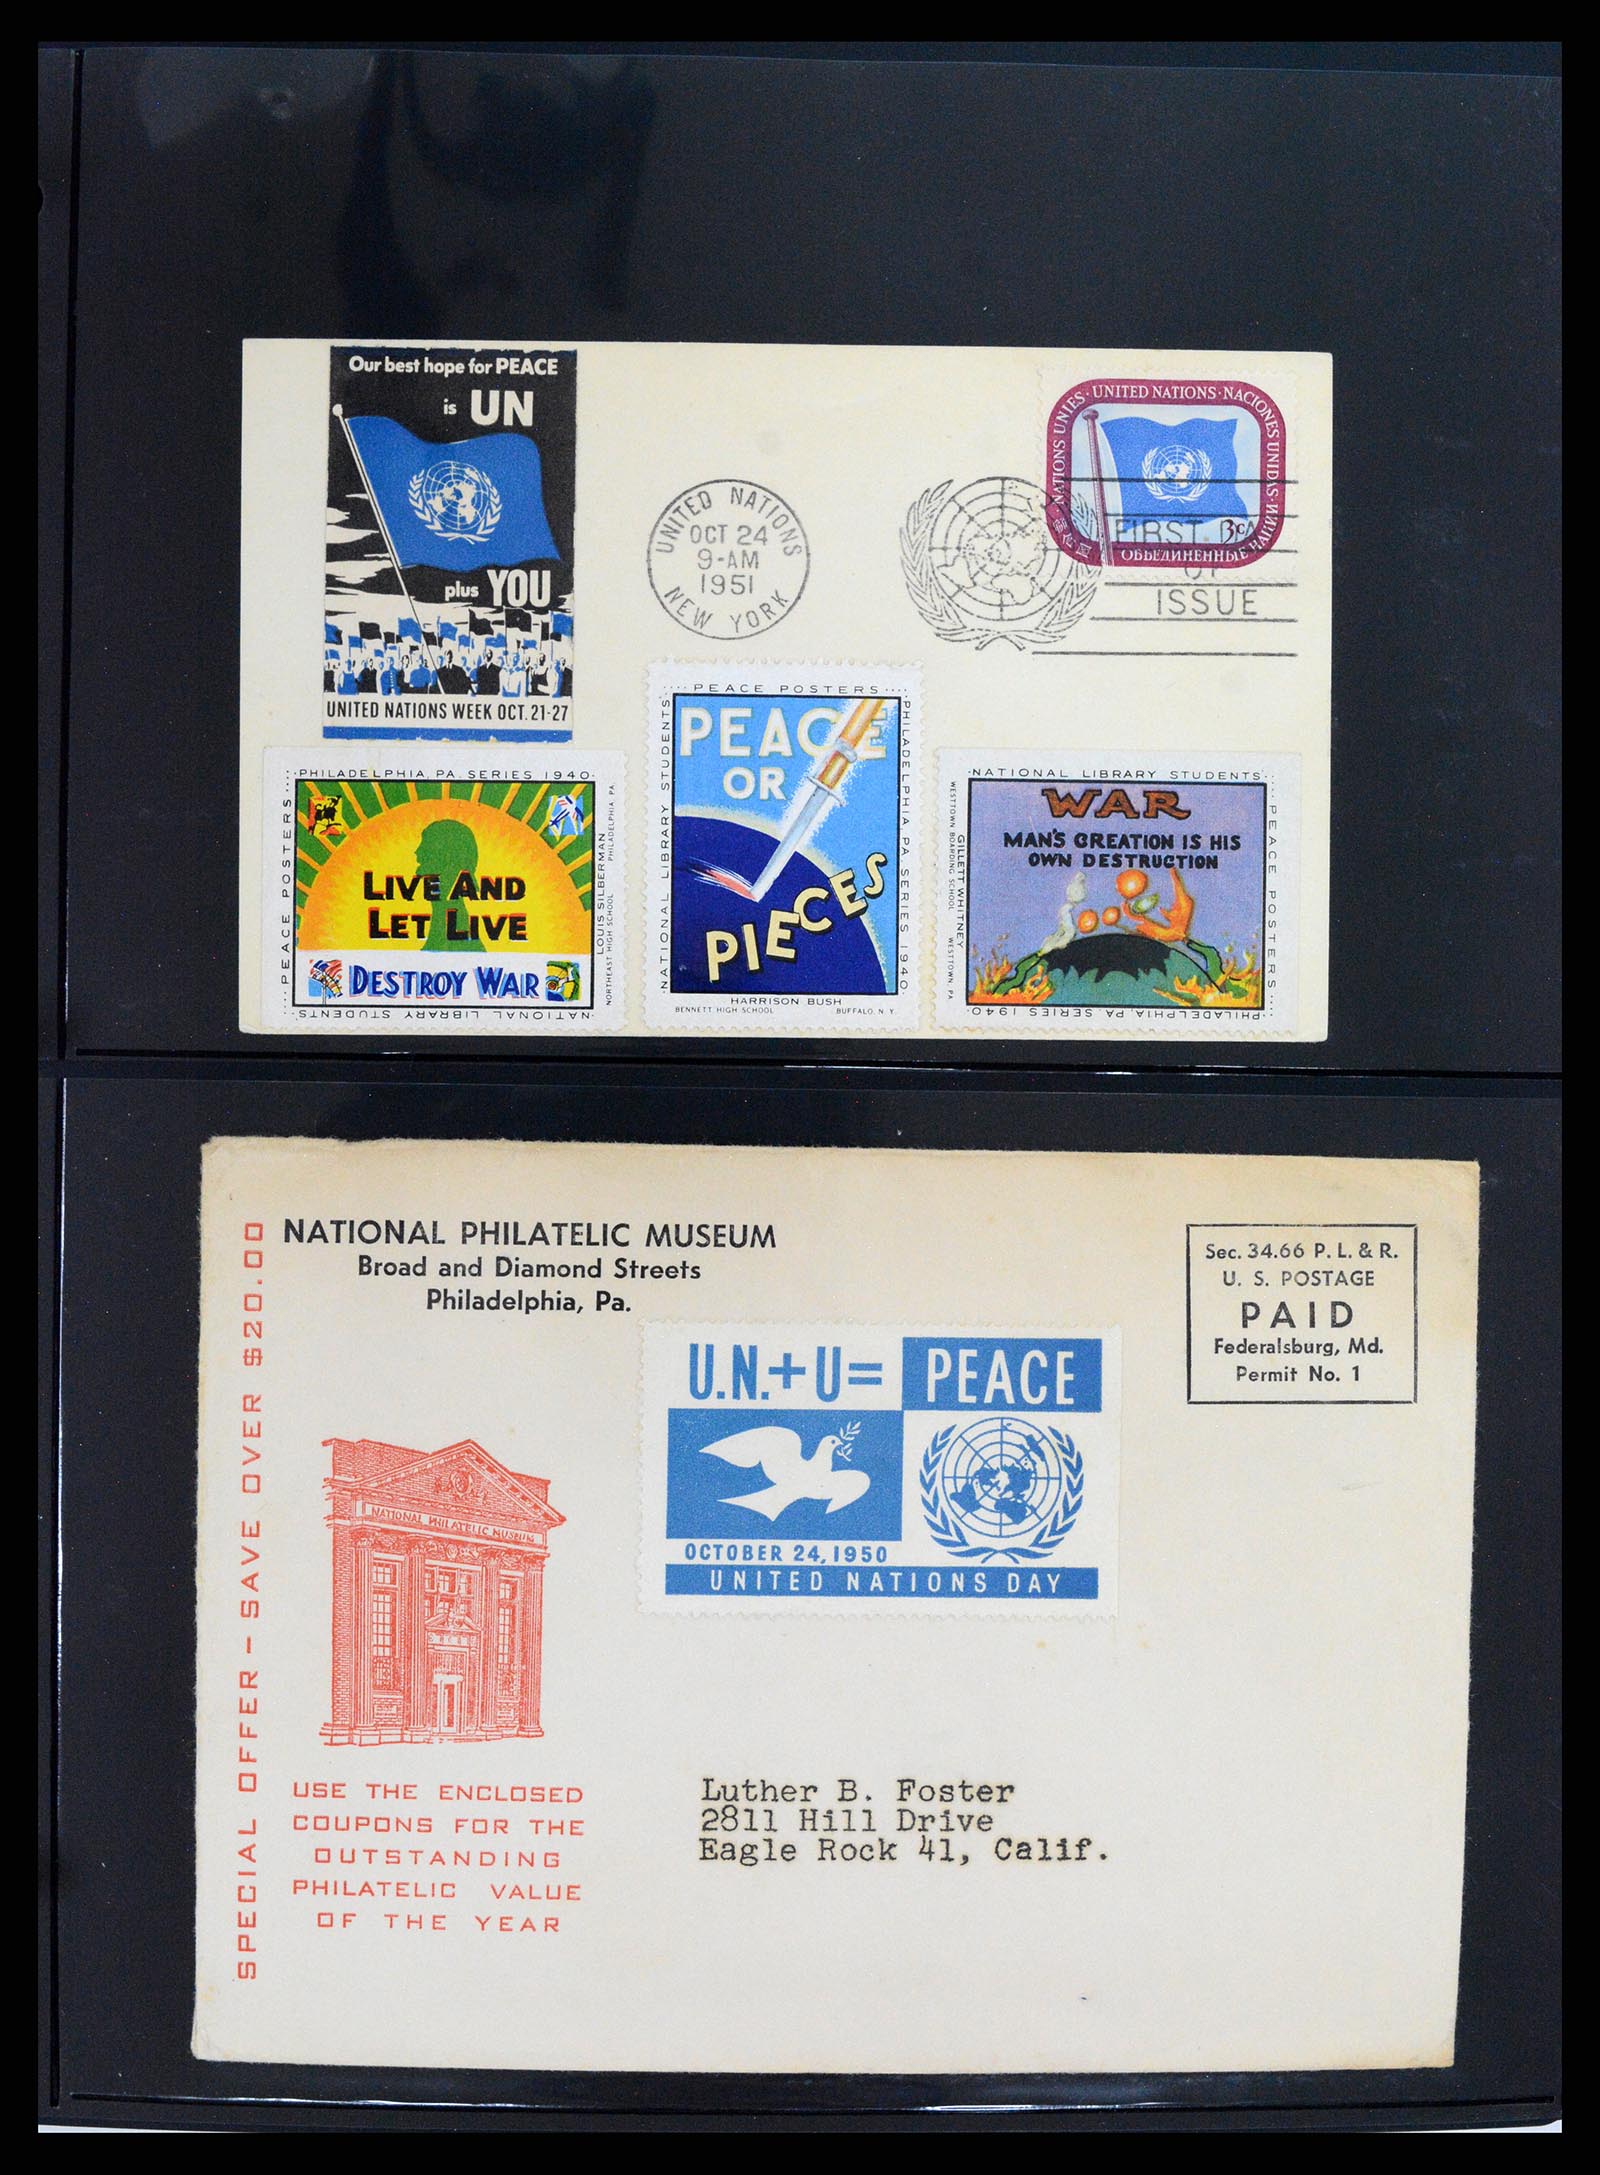 Our best hope for PEACE
is UN
plus YOU
UNITED NATIONS WEEK OCT. 21-27
UNITED NATIONS
OCT 24
9-AM
1951
NEW YORK
NATIONS UNIES · UNITED NATIONS · NACIONES UNIDAS ·
ОБЪЕДИНЕННЫЕ НАЦИИ
3c
FIRST DAY
OF
ISSUE
PHILADELPHIA, PA. SERIES 1940
PEACE POSTERS
LIVE AND
LET LIVE
DESTROY WAR
LOUIS SILBERMAN
NORTHEAST HIGH SCHOOL PHILADELPHIA PA.
NATIONAL LIBRARY STUDENTS
PEACE POSTERS
NATIONAL LIBRARY STUDENTS
PHILADELPHIA, PA. SERIES 1940
PEACE
OR
PIECES
HARRISON BUSH
BENNETT HIGH SCHOOL BUFFALO, N.Y.
NATIONAL LIBRARY STUDENTS
WESTTOWN BOARDING SCHOOL WESTTOWN, PA
GILLETT WHITNEY
WAR
MAN'S CREATION IS HIS
OWN DESTRUCTION
PEACE POSTERS
PHILADELPHIA, PA. SERIES 1940
SPECIAL OFFER - SAVE OVER $20.00
NATIONAL PHILATELIC MUSEUM
Broad and Diamond Streets
Philadelphia, Pa.
Sec. 34.66 P. L. & R.
U. S. POSTAGE
PAID
Federalsburg, Md.
Permit No. 1
U.N.+U= PEACE
OCTOBER 24, 1950
UNITED NATIONS DAY
NATIONAL PHILATELIC MUSEUM
USE THE ENCLOSED
COUPONS FOR THE
OUTSTANDING
PHILATELIC VALUE
OF THE YEAR
Luther B. Foster
2811 Hill Drive
Eagle Rock 41, Calif.